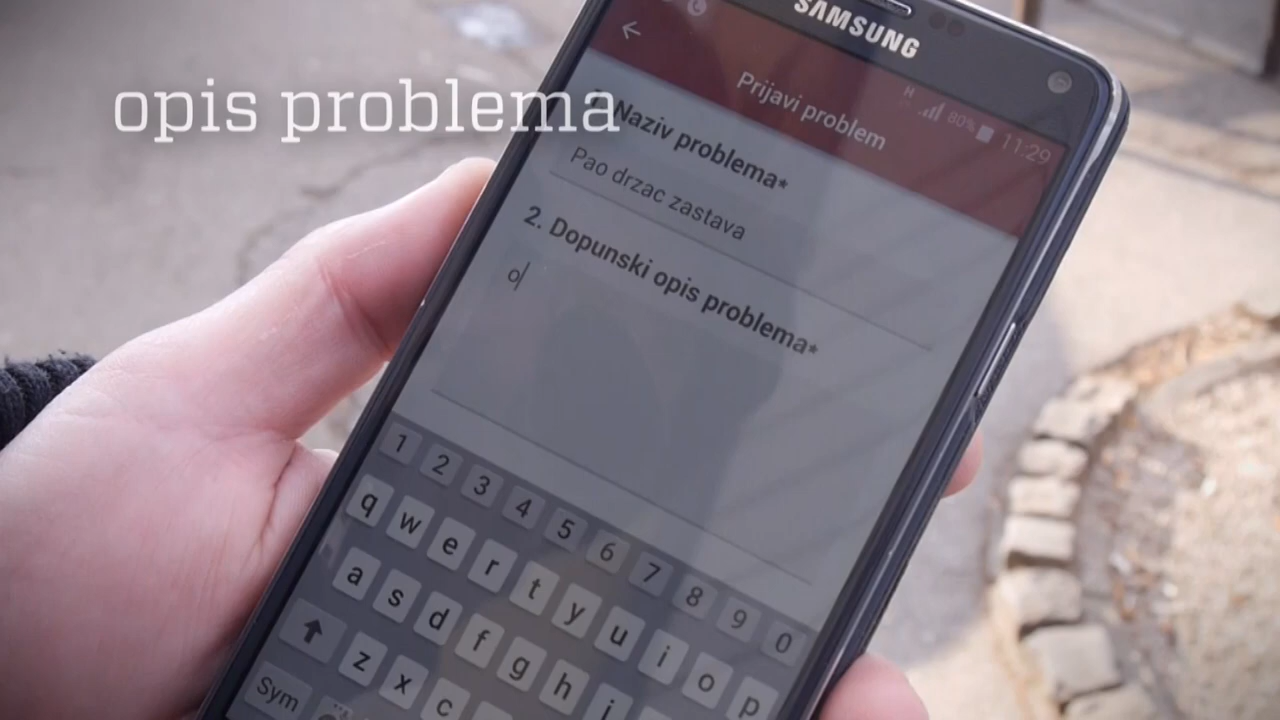 SAMSUNG
opis problema
H 80% 11:29
Prijavi problem
Naziv problema*
Pao drzac zastava
2. Dopunski opis problema*
o
1 2 3 4 5 6 7 8 9 0
q w e r t y u i o p
a s d f g h j
z x c
Sym